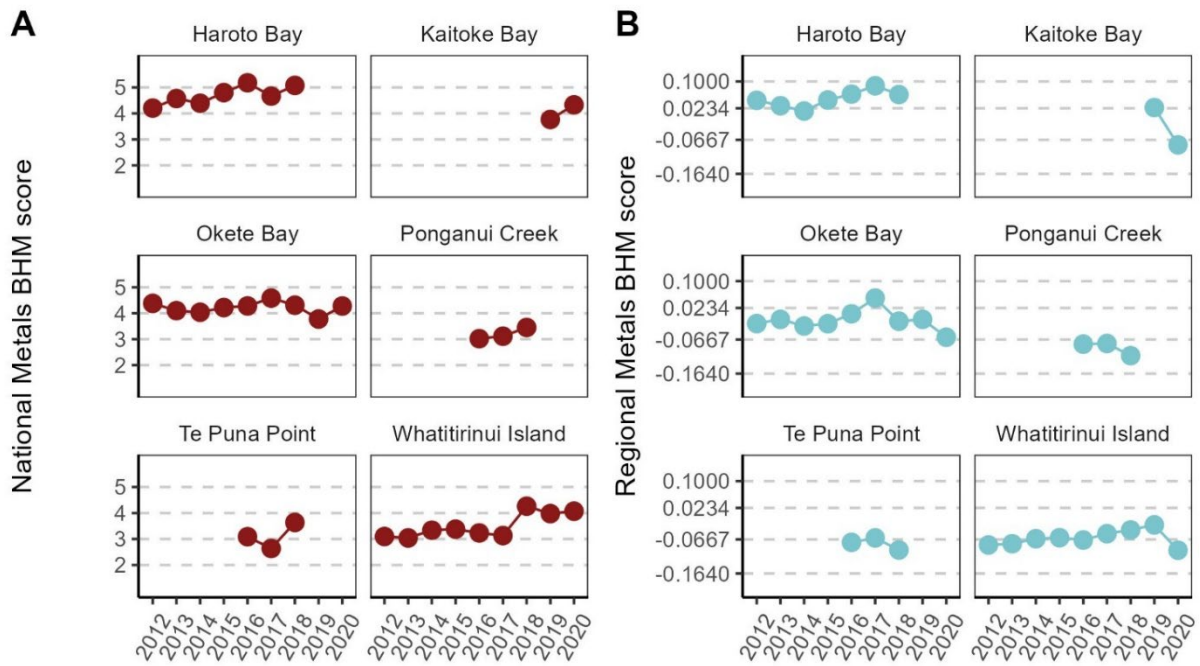 A
B
Haroto Bay
Kaitoke Bay
Haroto Bay
Kaitoke Bay
5
4
3
2
0.1000
0.0234
-0.0667
-0.1640
National Metals BHM score
Regional Metals BHM score
Okete Bay
Ponganui Creek
Okete Bay
Ponganui Creek
5
4
3
2
0.1000
0.0234
-0.0667
-0.1640
Te Puna Point
Whatitirinui Island
Te Puna Point
Whatitirinui Island
5
4
3
2
0.1000
0.0234
-0.0667
-0.1640
2012 2013 2014 2015 2016 2017 2018 2019 2020
2012 2013 2014 2015 2016 2017 2018 2019 2020
2012 2013 2014 2015 2016 2017 2018 2019 2020
2012 2013 2014 2015 2016 2017 2018 2019 2020